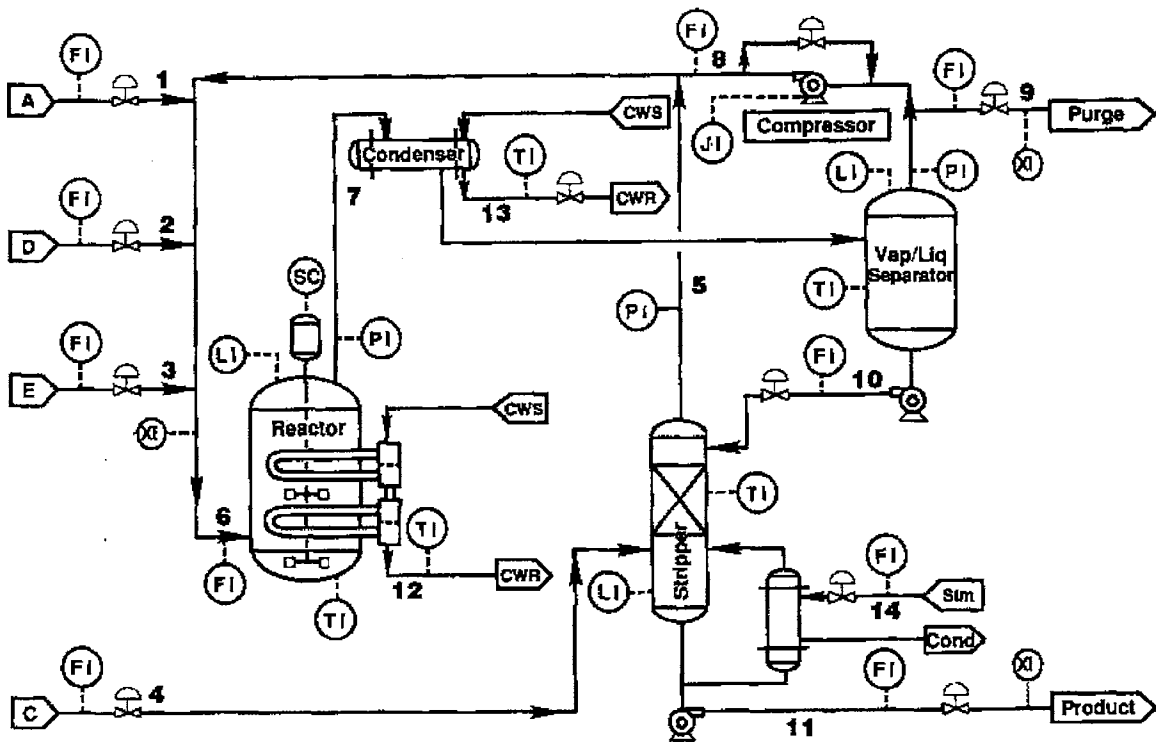 FI
8
FI
A
1
FI
9
Purge
CWS
JI
Compressor
XI
Condenser
TI
LI
PI
7
13
CWR
FI
D
2
Vap/Liq
Separator
SC
5
TI
PI
FI
E
3
LI
PI
FI
10
XI
Reactor
CWS
TI
6
FI
TI
12
CWR
TI
Stripper
LI
FI
14
Stm
Cond
FI
C
4
FI
XI
11
Product